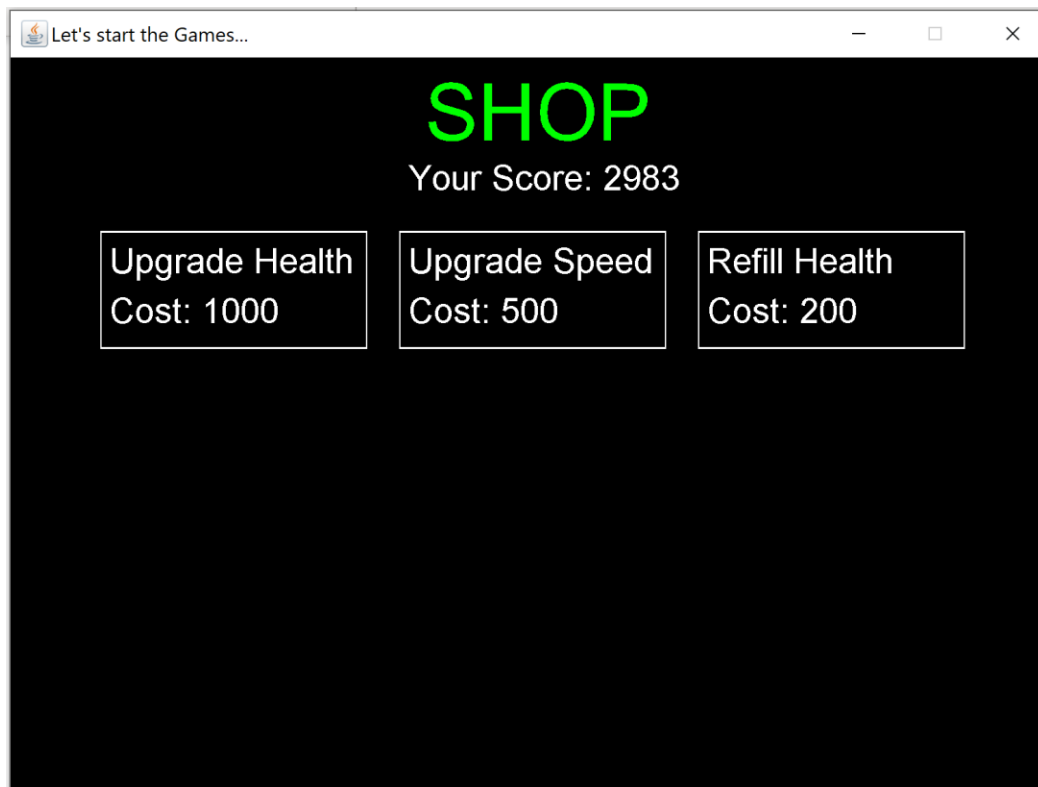 Let's start the Games...
SHOP
Your Score: 2983
Upgrade Health
Cost: 1000
Upgrade Speed
Cost: 500
Refill Health
Cost: 200